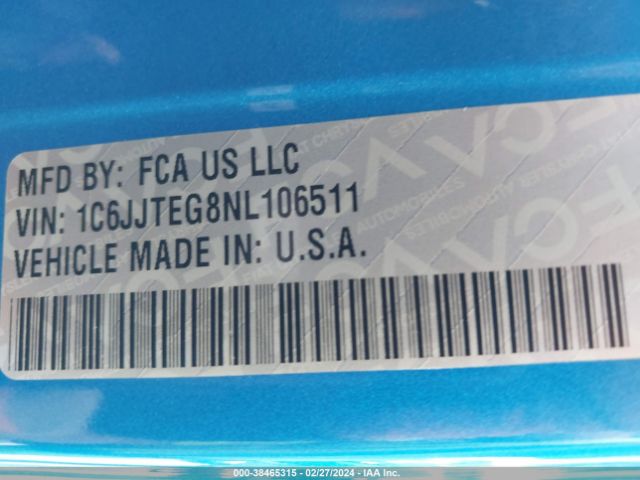 MFD BY: FCA US LLC
VIN: 1C6JJTEG8NL106511
VEHICLE MADE IN: U.S.A.
000-38465315 - 02/27/2024 - IAA Inc.